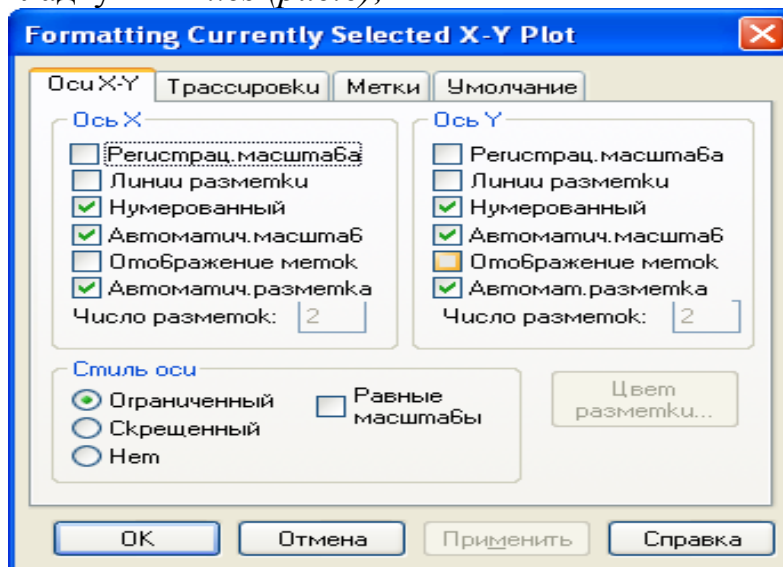 Formatting Currently Selected X-Y Plot
Оси X-Y Трассировки Метки Умолчание
Ось X
Регистрац.масштаба
Линии разметки
Нумерованный
Автоматич.масштаб
Отображение меток
Автоматич.разметка
Число разметок: 2
Ось Y
Регистрац.масштаба
Линии разметки
Нумерованный
Автоматич.масштаб
Отображение меток
Автомат.разметка
Число разметок: 2
Стиль оси
Ограниченный
Скрещенный
Нет
Равные
масштабы
Цвет
разметки...
OK Отмена Применить Справка